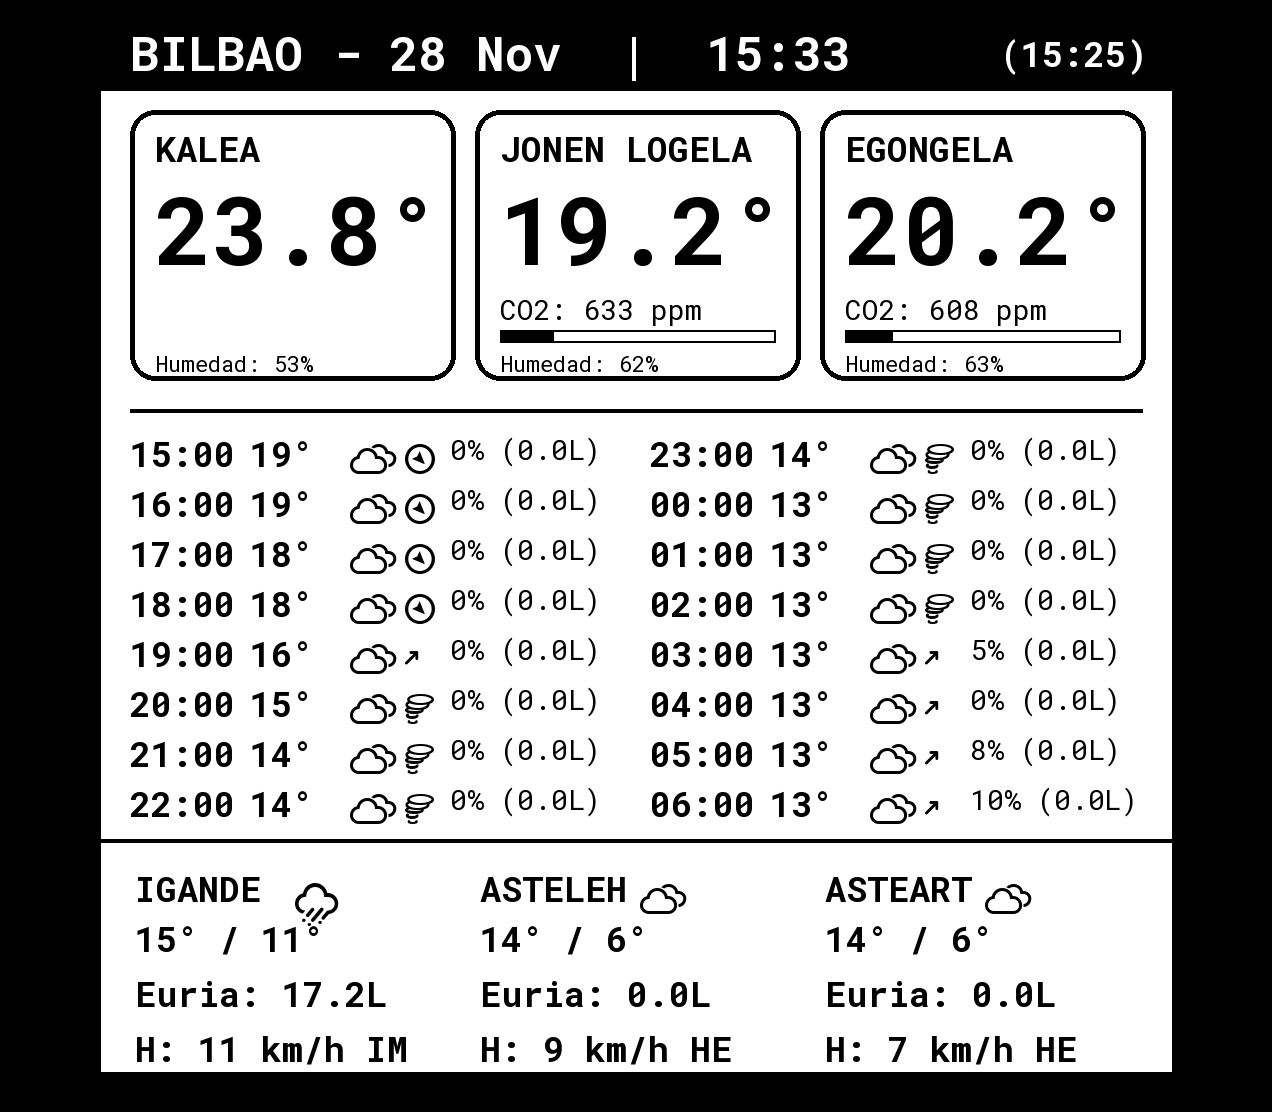 BILBAO - 28 Nov | 15:33 (15:25)
KALEA
23.8°
Humedad: 53%
JONEN LOGELA
19.2°
CO2: 633 ppm
Humedad: 62%
EGONGELA
20.2°
CO2: 608 ppm
Humedad: 63%
15:00 19° 0% (0.0L)
16:00 19° 0% (0.0L)
17:00 18° 0% (0.0L)
18:00 18° 0% (0.0L)
19:00 16° 0% (0.0L)
20:00 15° 0% (0.0L)
21:00 14° 0% (0.0L)
22:00 14° 0% (0.0L)
23:00 14° 0% (0.0L)
00:00 13° 0% (0.0L)
01:00 13° 0% (0.0L)
02:00 13° 0% (0.0L)
03:00 13° 5% (0.0L)
04:00 13° 0% (0.0L)
05:00 13° 8% (0.0L)
06:00 13° 10% (0.0L)
IGANDE
15° / 11°
Euria: 17.2L
H: 11 km/h IM
ASTELEH
14° / 6°
Euria: 0.0L
H: 9 km/h HE
ASTEART
14° / 6°
Euria: 0.0L
H: 7 km/h HE